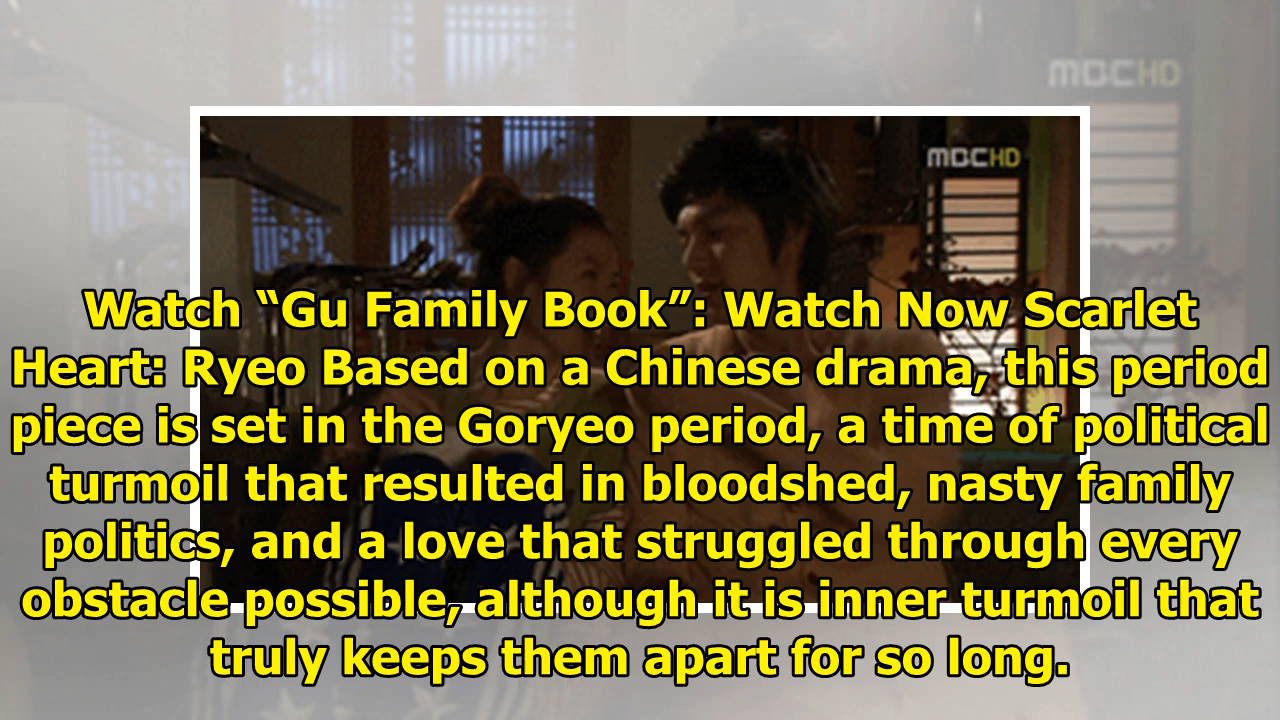 MBCHD
MBCHD
Watch “Gu Family Book”: Watch Now Scarlet
Heart: Ryeo Based on a Chinese drama, this period
piece is set in the Goryeo period, a time of political
turmoil that resulted in bloodshed, nasty family
politics, and a love that struggled through every
obstacle possible, although it is inner turmoil that
truly keeps them apart for so long.